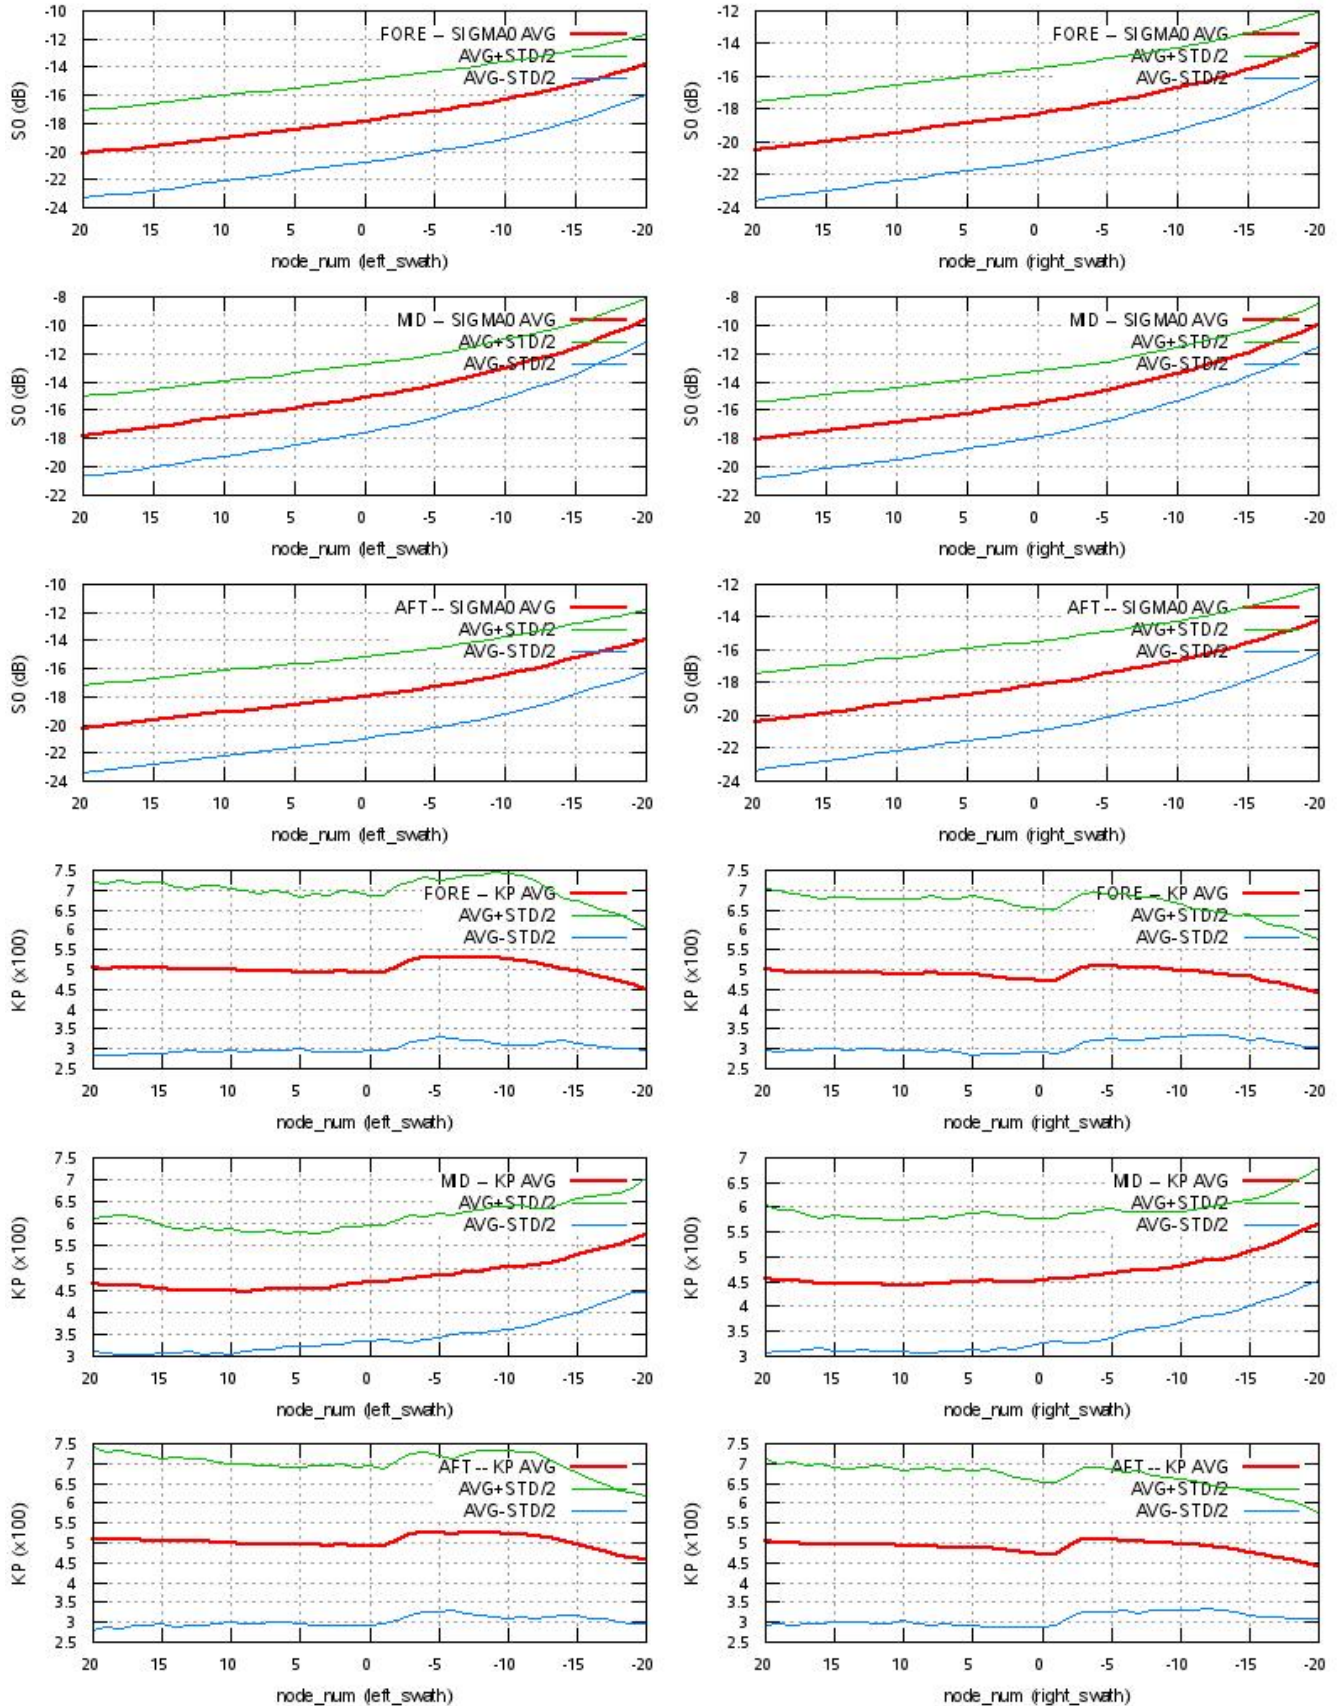 -10
FORE -- SIGMA0 AVG
-12
AVG+STD/2
-14
AVG-STD/2
-16
-18
-20
-22
-24
S0 (dB)
20 15 10 5 0 -5 -10 -15 -20
node_num (left_swath)
-12
FORE -- SIGMA0 AVG
-14
AVG+STD/2
-16
AVG-STD/2
-18
-20
-22
-24
S0 (dB)
20 15 10 5 0 -5 -10 -15 -20
node_num (right_swath)
-8
MID -- SIGMA0 AVG
-10
AVG+STD/2
-12
AVG-STD/2
-14
-16
-18
-20
-22
S0 (dB)
20 15 10 5 0 -5 -10 -15 -20
node_num (left_swath)
-8
MID -- SIGMA0 AVG
-10
AVG+STD/2
-12
AVG-STD/2
-14
-16
-18
-20
-22
S0 (dB)
20 15 10 5 0 -5 -10 -15 -20
node_num (right_swath)
-10
AFT -- SIGMA0 AVG
-12
AVG+STD/2
-14
AVG-STD/2
-16
-18
-20
-22
-24
S0 (dB)
20 15 10 5 0 -5 -10 -15 -20
node_num (left_swath)
-12
AFT -- SIGMA0 AVG
-14
AVG+STD/2
-16
AVG-STD/2
-18
-20
-22
-24
S0 (dB)
20 15 10 5 0 -5 -10 -15 -20
node_num (right_swath)
7.5
FORE -- KP AVG
7
AVG+STD/2
6.5
AVG-STD/2
6
5.5
5
4.5
4
3.5
3
2.5
KP (x100)
20 15 10 5 0 -5 -10 -15 -20
node_num (left_swath)
7.5
FORE -- KP AVG
7
AVG+STD/2
6.5
AVG-STD/2
6
5.5
5
4.5
4
3.5
3
2.5
KP (x100)
20 15 10 5 0 -5 -10 -15 -20
node_num (right_swath)
7.5
MID -- KP AVG
7
AVG+STD/2
6.5
AVG-STD/2
6
5.5
5
4.5
4
3.5
3
KP (x100)
20 15 10 5 0 -5 -10 -15 -20
node_num (left_swath)
7
MID -- KP AVG
6.5
AVG+STD/2
6
AVG-STD/2
5.5
5
4.5
4
3.5
3
KP (x100)
20 15 10 5 0 -5 -10 -15 -20
node_num (right_swath)
7.5
AFT -- KP AVG
7
AVG+STD/2
6.5
AVG-STD/2
6
5.5
5
4.5
4
3.5
3
2.5
KP (x100)
20 15 10 5 0 -5 -10 -15 -20
node_num (left_swath)
7.5
AFT -- KP AVG
7
AVG+STD/2
6.5
AVG-STD/2
6
5.5
5
4.5
4
3.5
3
2.5
KP (x100)
20 15 10 5 0 -5 -10 -15 -20
node_num (right_swath)